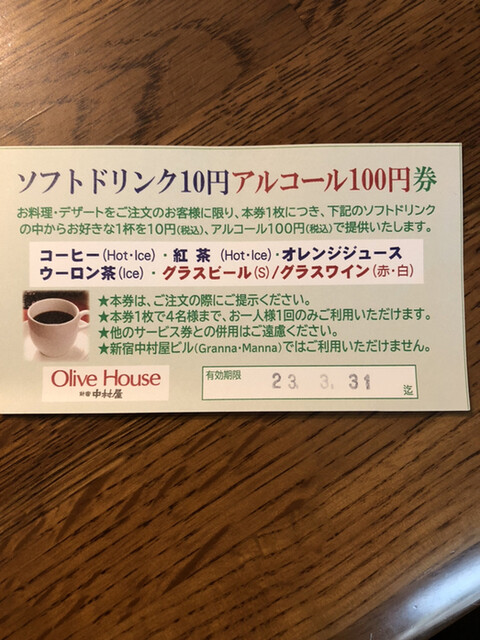 ソフトドリンク10円アルコール100円券
お料理・デザートをご注文のお客様に限り、本券1枚につき、下記のソフトドリンク
の中からお好きな1杯を10円(税込)、アルコール100円(税込)で提供いたします。
コーヒー(Hot・Ice)・紅 茶 (Hot・Ice)・オレンジジュース
ウーロン茶(Ice)・グラスビール(S)/グラスワイン(赤・白)
★本券は、ご注文の際にご提示ください。
★本券1枚で4名様まで、お一人様1回のみご利用いただけます。
★他のサービス券との併用はご遠慮ください。
★新宿中村屋ビル(Granna・Manna)ではご利用いただけません。
Olive House
新宿 中村屋
有効期限
23. 3. 31
迄